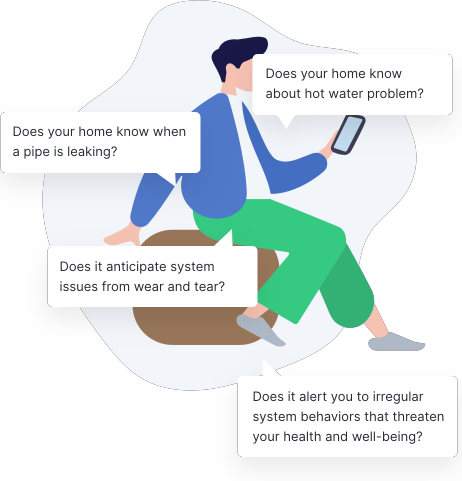 Does your home know
about hot water problem?
Does your home know when
a pipe is leaking?
Does it anticipate system
issues from wear and tear?
Does it alert you to irregular
system behaviors that threaten
your health and well-being?